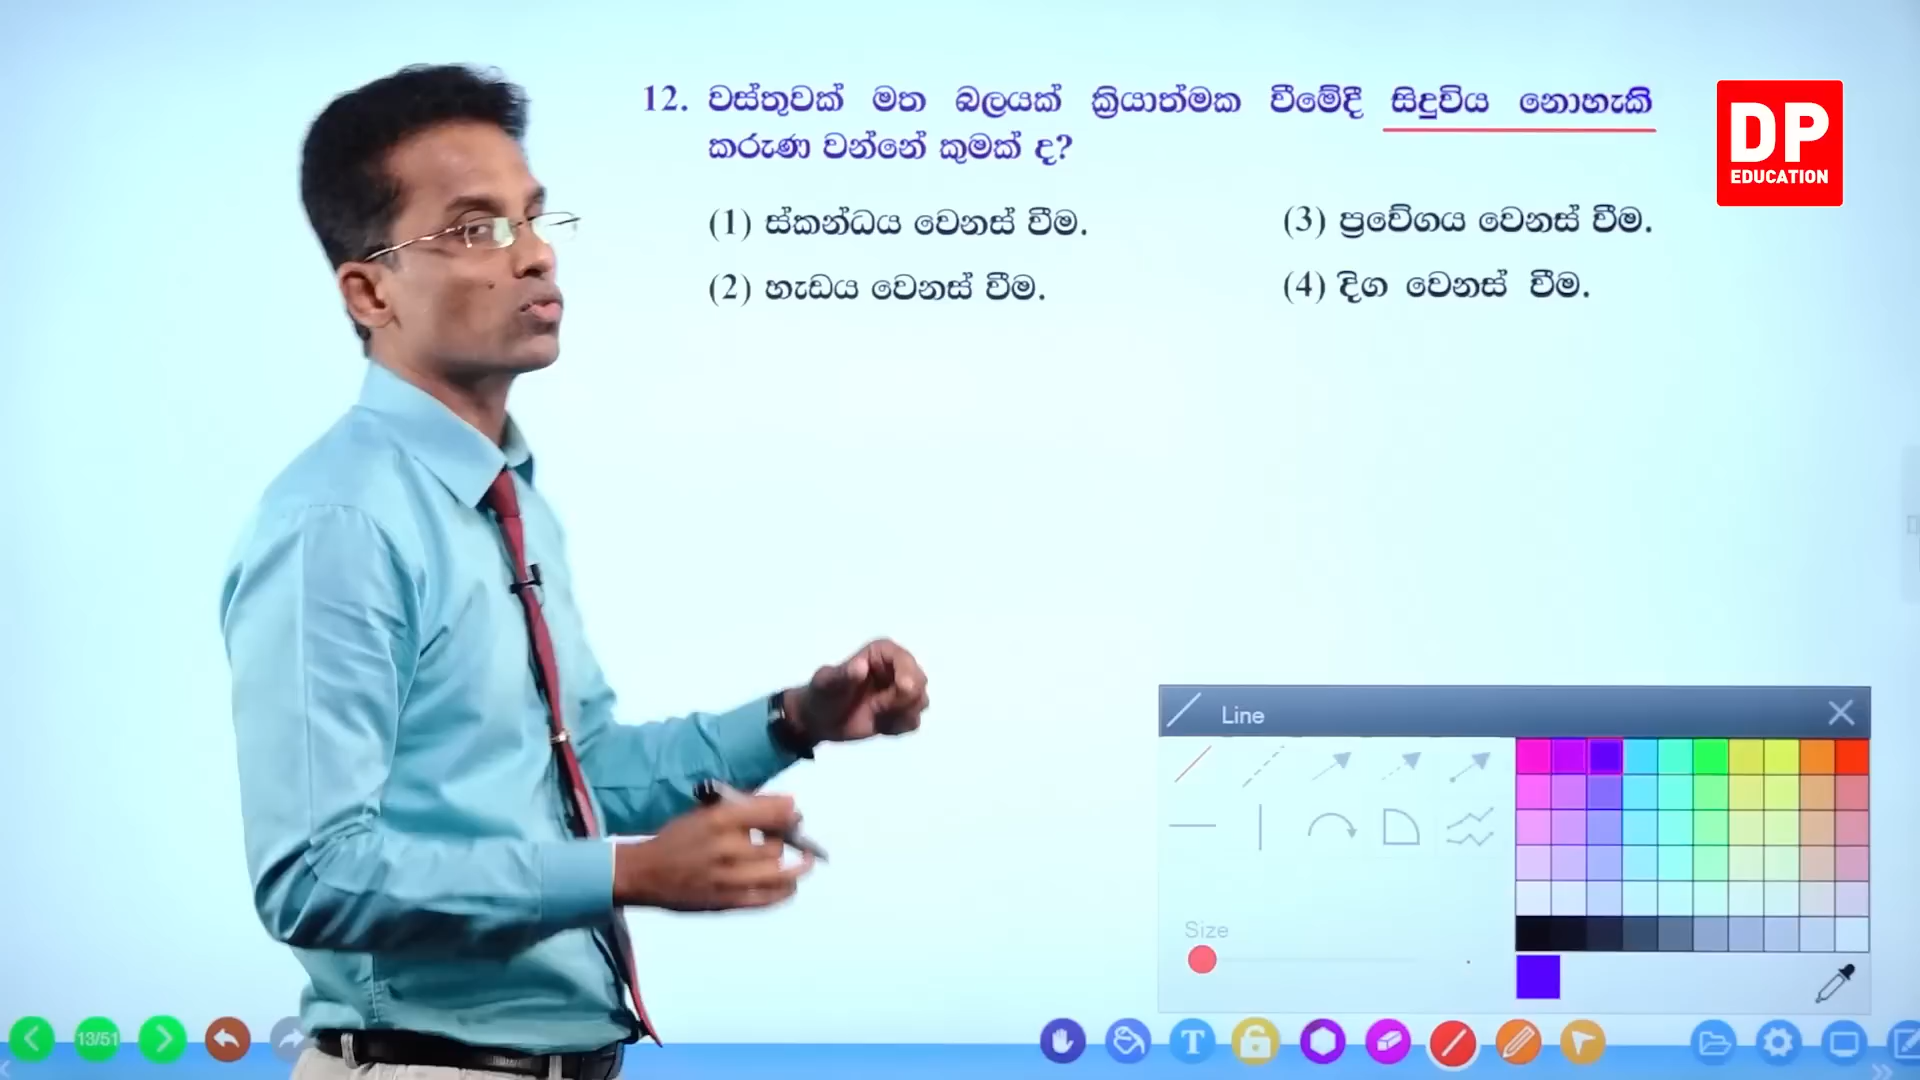 12. වස්තුවක් මත බලයක් ක්‍රියාත්මක වීමේදී සිදුවිය නොහැකි
කරුණ වන්නේ කුමක් ද?
(1) ස්කන්ධය වෙනස් වීම.
(3) ප්‍රවේගය වෙනස් වීම.
(2) හැඩය වෙනස් වීම.
(4) දිග වෙනස් වීම.
DP
EDUCATION
Line
Size
13/51
T